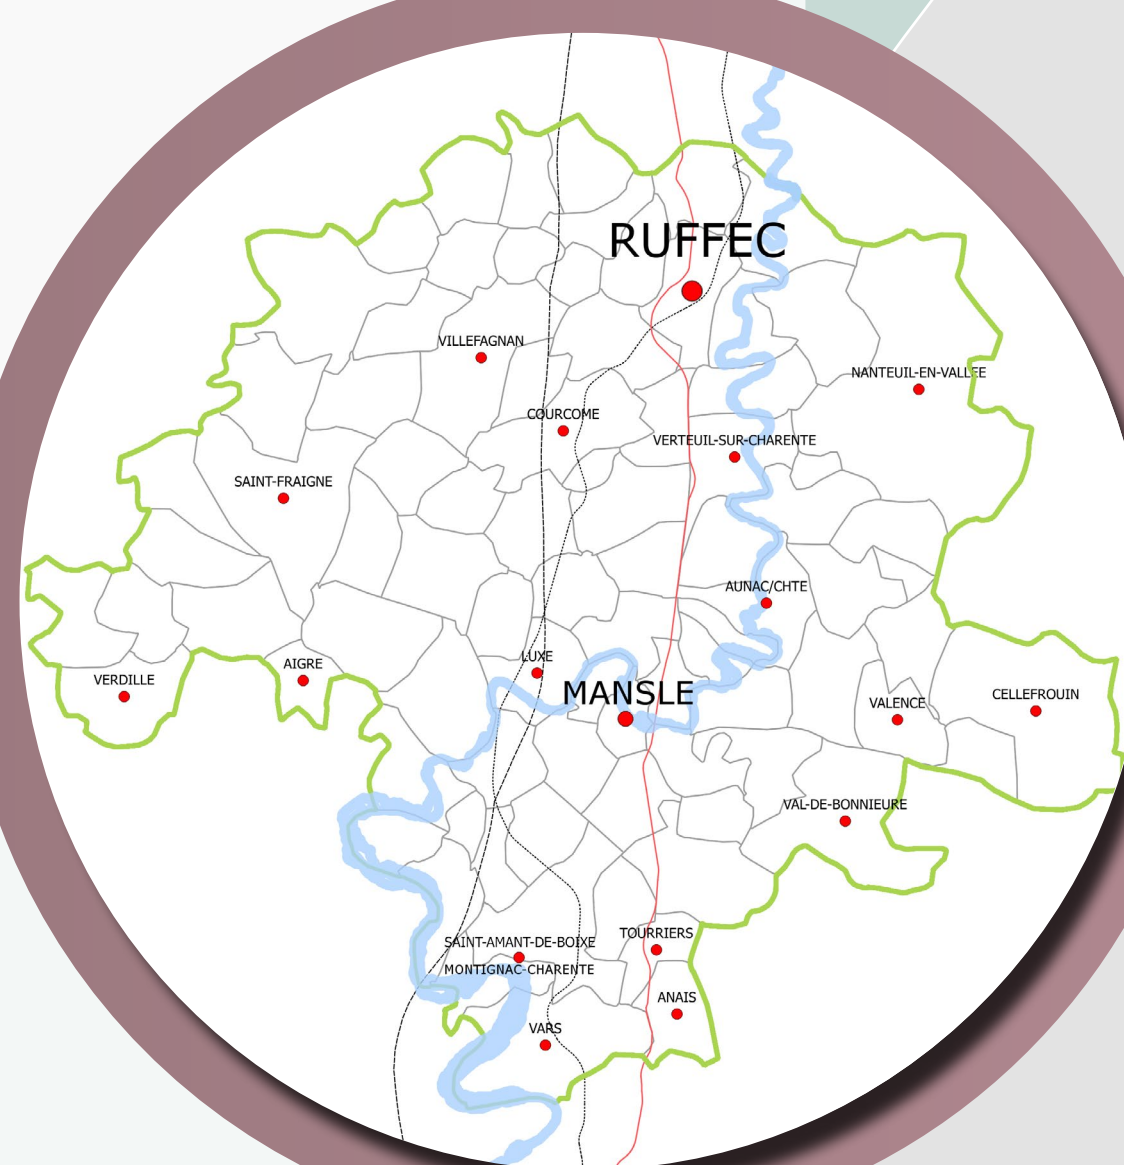 RUFFEC
VILLEFAGNAN
NANTEUIL-EN-VALLEE
COURCOME
VERTEUIL-SUR-CHARENTE
SAINT-FRAIGNE
AUNAC/CHTE
LUXE
AIGRE
VERDILLE
MANSLE
CELLEFROUIN
VALENCE
VAL-DE-BONNIEURE
TOURRIERS
SAINT-AMANT-DE-BOIXE
MONTIGNAC-CHARENTE
ANAIS
VARS